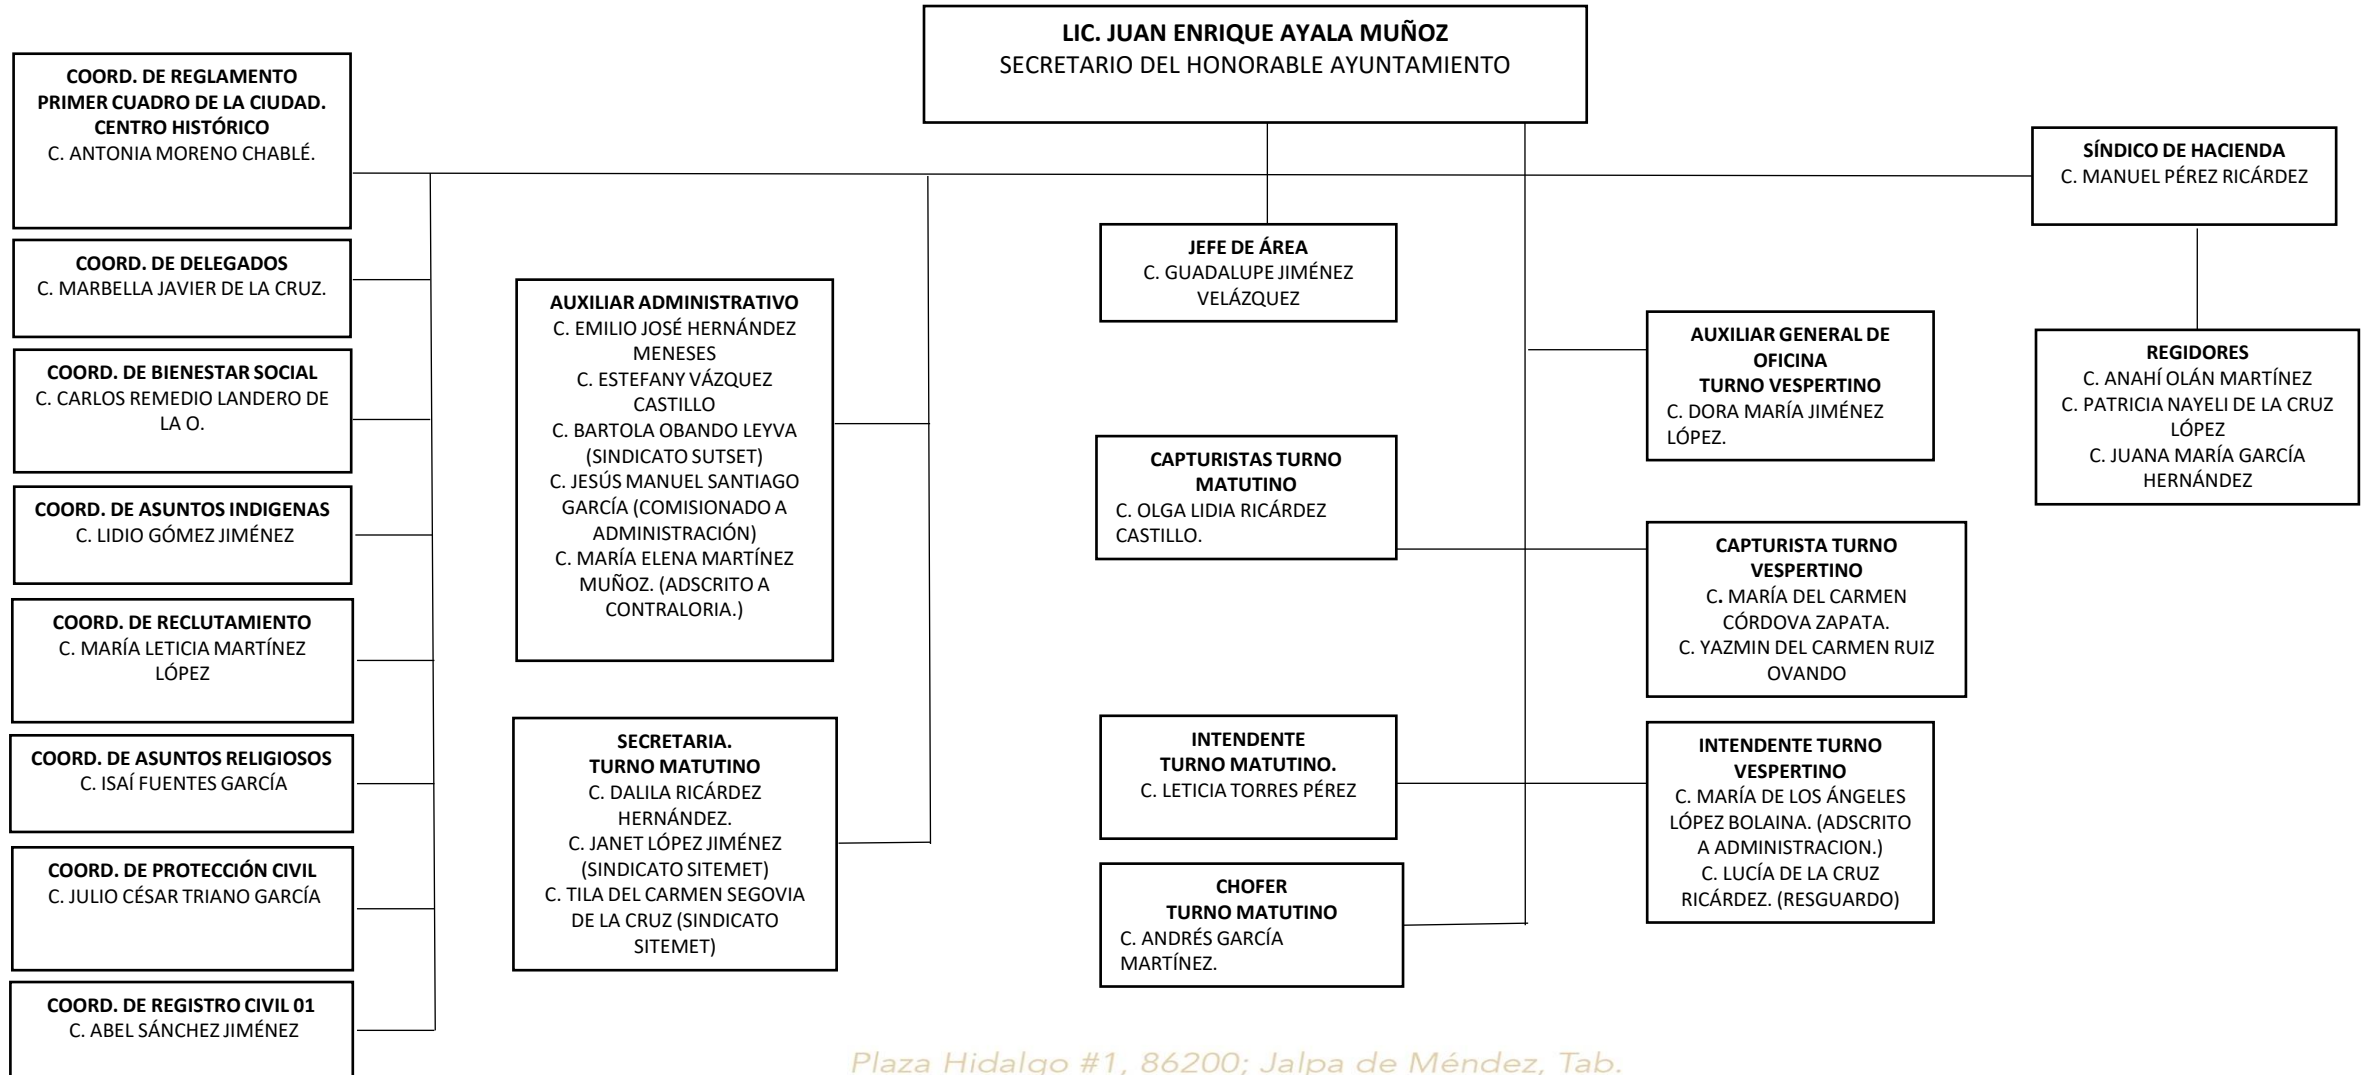 LIC. JUAN ENRIQUE AYALA MUÑOZ
SECRETARIO DEL HONORABLE AYUNTAMIENTO
COORD. DE REGLAMENTO
PRIMER CUADRO DE LA CIUDAD.
CENTRO HISTÓRICO
C. ANTONIA MORENO CHABLÉ.
COORD. DE DELEGADOS
C. MARBELLA JAVIER DE LA CRUZ.
COORD. DE BIENESTAR SOCIAL
C. CARLOS REMEDIO LANDERO DE
LA O.
COORD. DE ASUNTOS INDIGENAS
C. LIDIO GÓMEZ JIMÉNEZ
COORD. DE RECLUTAMIENTO
C. MARÍA LETICIA MARTÍNEZ
LÓPEZ
COORD. DE ASUNTOS RELIGIOSOS
C. ISAÍ FUENTES GARCÍA
COORD. DE PROTECCIÓN CIVIL
C. JULIO CÉSAR TRIANO GARCÍA
COORD. DE REGISTRO CIVIL 01
C. ABEL SÁNCHEZ JIMÉNEZ
AUXILIAR ADMINISTRATIVO
C. EMILIO JOSÉ HERNÁNDEZ
MENESES
C. ESTEFANY VÁZQUEZ
CASTILLO
C. BARTOLA OBANDO LEYVA
(SINDICATO SUTSET)
C. JESÚS MANUEL SANTIAGO
GARCÍA (COMISIONADO A
ADMINISTRACIÓN)
C. MARÍA ELENA MARTÍNEZ
MUÑOZ. (ADSCRITO A
CONTRALORIA.)
SECRETARIA.
TURNO MATUTINO
C. DALILA RICÁRDEZ
HERNÁNDEZ.
C. JANET LÓPEZ JIMÉNEZ
(SINDICATO SITEMET)
C. TILA DEL CARMEN SEGOVIA
DE LA CRUZ (SINDICATO
SITEMET)
JEFE DE ÁREA
C. GUADALUPE JIMÉNEZ
VELÁZQUEZ
CAPTURISTAS TURNO
MATUTINO
C. OLGA LIDIA RICÁRDEZ
CASTILLO.
INTENDENTE
TURNO MATUTINO.
C. LETICIA TORRES PÉREZ
CHOFER
TURNO MATUTINO
C. ANDRÉS GARCÍA
MARTÍNEZ.
AUXILIAR GENERAL DE
OFICINA
TURNO VESPERTINO
C. DORA MARÍA JIMÉNEZ
LÓPEZ.
CAPTURISTA TURNO
VESPERTINO
C. MARÍA DEL CARMEN
CÓRDOVA ZAPATA.
C. YAZMIN DEL CARMEN RUIZ
OVANDO
INTENDENTE TURNO
VESPERTINO
C. MARÍA DE LOS ÁNGELES
LÓPEZ BOLAINA. (ADSCRITO
A ADMINISTRACION.)
C. LUCÍA DE LA CRUZ
RICÁRDEZ. (RESGUARDO)
SÍNDICO DE HACIENDA
C. MANUEL PÉREZ RICÁRDEZ
REGIDORES
C. ANAHÍ OLÁN MARTÍNEZ
C. PATRICIA NAYELI DE LA CRUZ
LÓPEZ
C. JUANA MARÍA GARCÍA
HERNÁNDEZ
Plaza Hidalgo #1, 86200; Jalpa de Méndez, Tab.